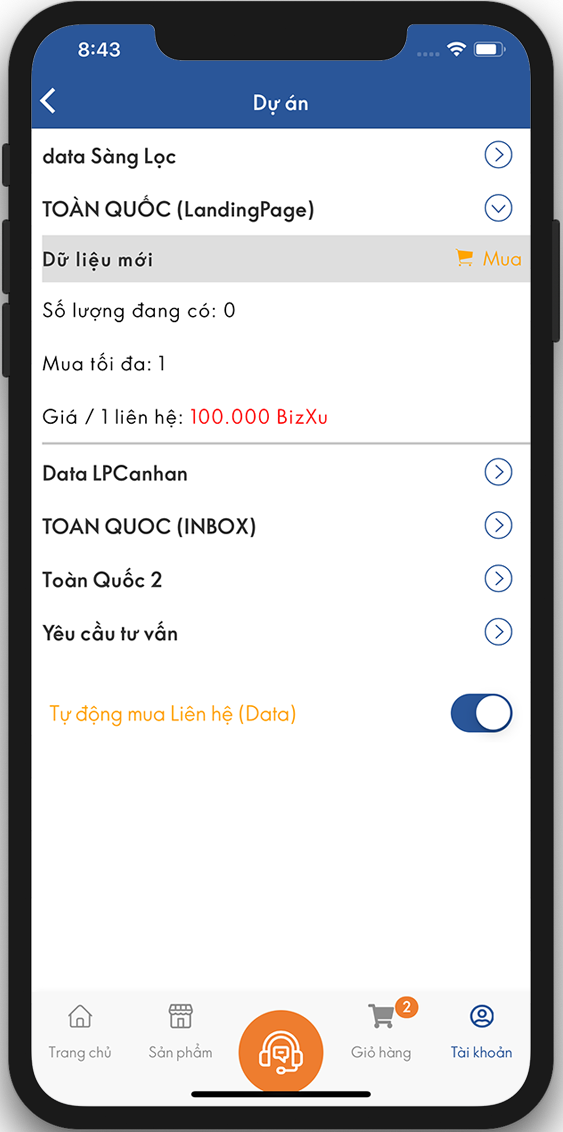 8:43
Dự án
data Sàng Lọc
TOÀN QUỐC (LandingPage)
Dữ liệu mới
Mua
Số lượng đang có: 0
Mua tối đa: 1
Giá / 1 liên hệ: 100.000 BizXu
Data LPCanhan
TOAN QUOC (INBOX)
Toàn Quốc 2
Yêu cầu tư vấn
Tự động mua Liên hệ (Data)
2
Trang chủ
Sản phẩm
Giỏ hàng
Tài khoản